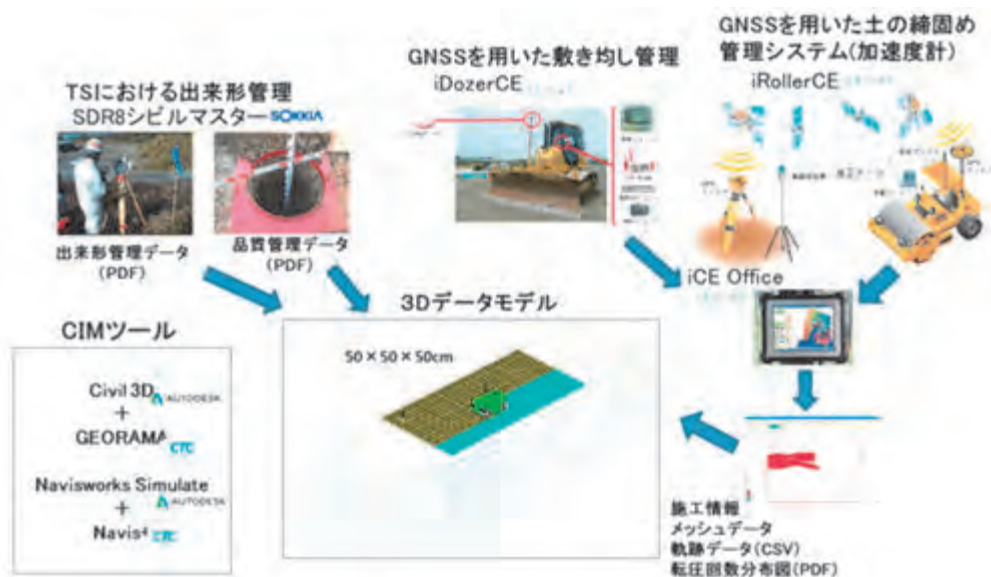 TSIにおける出来形管理
SDR8シビルマスター SOKKIA
出来形管理データ
(PDF)
品質管理データ
(PDF)
GNSSを用いた敷き均し管理
iDozerCE
GNSSを用いた土の締固め
管理システム(加速度計)
iRollerCE
iCE Office
3Dデータモデル
50×50×50cm
CIMツール
Civil 3D AUTODESK
+
GEORAMA CTC
Navisworks Simulate
AUTODESK
+
Navis+ CTC
施工情報
メッシュデータ
軌跡データ(CSV)
転圧回数分布図(PDF)